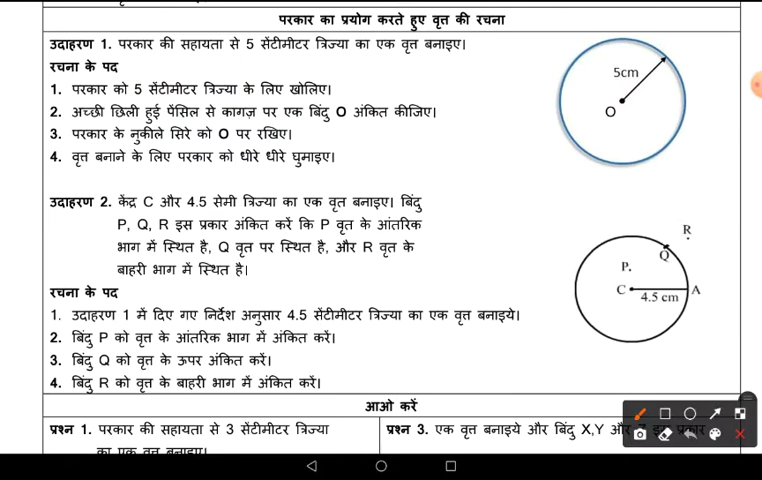 परकार का प्रयोग करते हुए वृत्त की रचना
उदाहरण 1. परकार की सहायता से 5 सेंटीमीटर त्रिज्या का एक वृत्त बनाइए।
रचना के पद
1. परकार को 5 सेंटीमीटर त्रिज्या के लिए खोलिए।
2. अच्छी छिली हुई पेंसिल से कागज़ पर एक बिंदु O अंकित कीजिए।
3. परकार के नुकीले सिरे को O पर रखिए।
4. वृत्त बनाने के लिए परकार को धीरे धीरे घुमाइए।
5cm
O
उदाहरण 2. केंद्र C और 4.5 सेमी त्रिज्या का एक वृत बनाइए। बिंदु
P, Q, R इस प्रकार अंकित करें कि P वृत के आंतरिक
भाग में स्थित है, Q वृत पर स्थित है, और R वृत के
बाहरी भाग में स्थित है।
रचना के पद
1. उदाहरण 1 में दिए गए निर्देश अनुसार 4.5 सेंटीमीटर त्रिज्या का एक वृत्त बनाइये।
2. बिंदु P को वृत्त के आंतरिक भाग में अंकित करें।
3. बिंदु Q को वृत्त के ऊपर अंकित करें।
4. बिंदु R को वृत्त के बाहरी भाग में अंकित करें।
R
Q
P.
C
A
4.5 cm
आओ करें
प्रश्न 1. परकार की सहायता से 3 सेंटीमीटर त्रिज्या
का एक वृत्त बनाइए।
प्रश्न 3. एक वृत्त बनाइये और बिंदु X,Y और